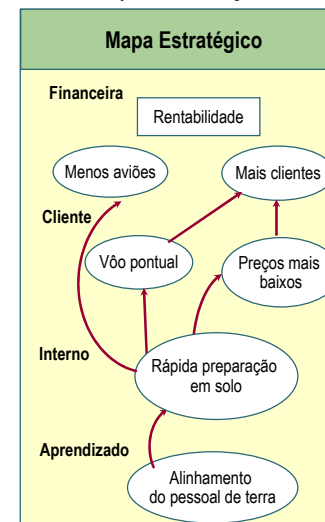 Mapa Estratégico
Financeira
Rentabilidade
Menos aviões
Mais clientes
Cliente
Vôo pontual
Preços mais
baixos
Interno
Rápida preparação
em solo
Aprendizado
Alinhamento
do pessoal de terra